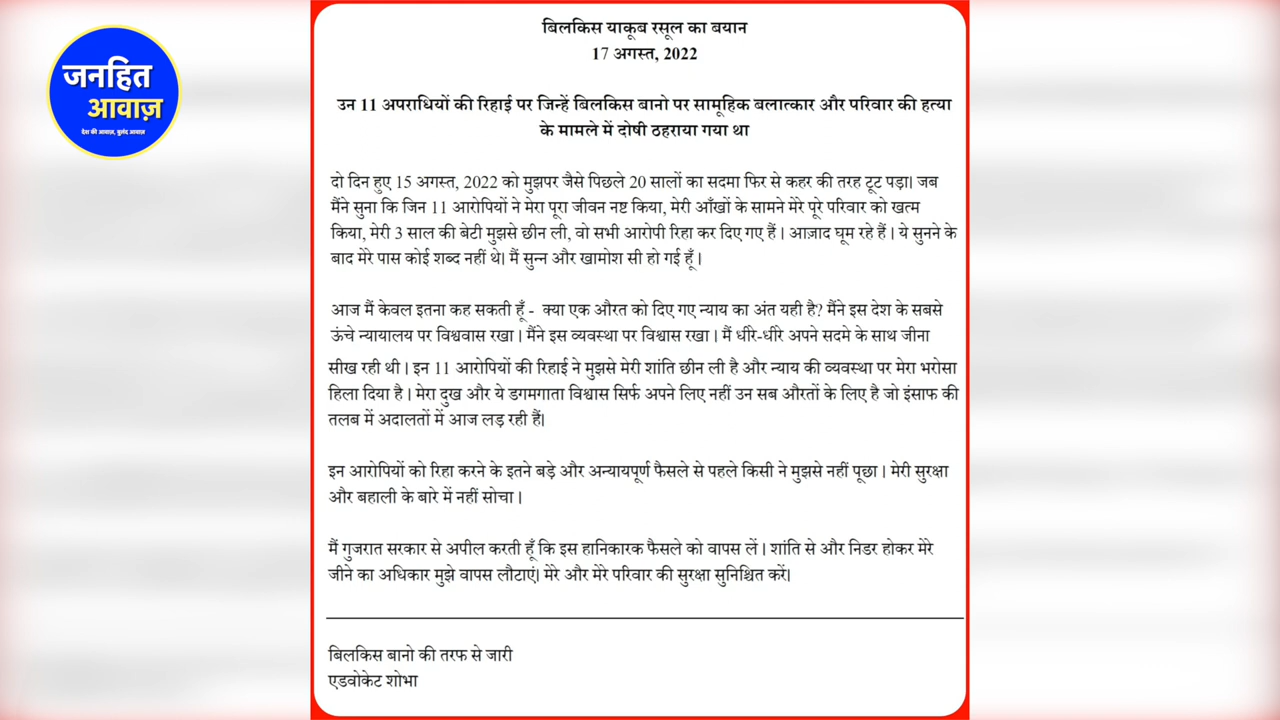 जनहित
आवाज़
देश की आवाज़, बुलंद आवाज़
बिलकिस याकूब रसूल का बयान
17 अगस्त, 2022
उन 11 अपराधियों की रिहाई पर जिन्हें बिलकिस बानो पर सामूहिक बलात्कार और परिवार की हत्या
के मामले में दोषी ठहराया गया था
दो दिन हुए 15 अगस्त, 2022 को मुझपर जैसे पिछले 20 सालों का सदमा फिर से कहर की तरह टूट पड़ा। जब
मैंने सुना कि जिन 11 आरोपियों ने मेरा पूरा जीवन नष्ट किया, मेरी आँखों के सामने मेरे पूरे परिवार को खत्म
किया, मेरी 3 साल की बेटी मुझसे छीन ली, वो सभी आरोपी रिहा कर दिए गए हैं । आज़ाद घूम रहे हैं । ये सुनने के
बाद मेरे पास कोई शब्द नहीं थे। मैं सुन्न और खामोश सी हो गई हूँ ।
आज मैं केवल इतना कह सकती हूँ - क्या एक औरत को दिए गए न्याय का अंत यही है? मैंने इस देश के सबसे
ऊंचे न्यायालय पर विश्ववास रखा । मैंने इस व्यवस्था पर विश्वास रखा । मैं धीरे-धीरे अपने सदमे के साथ जीना
सीख रही थी । इन 11 आरोपियों की रिहाई ने मुझसे मेरी शांति छीन ली है और न्याय की व्यवस्था पर मेरा भरोसा
हिला दिया है । मेरा दुख और ये डगमगाता विश्वास सिर्फ अपने लिए नहीं उन सब औरतों के लिए है जो इंसाफ की
तलब में अदालतों में आज लड़ रही हैं।
इन आरोपियों को रिहा करने के इतने बड़े और अन्यायपूर्ण फैसले से पहले किसी ने मुझसे नहीं पूछा । मेरी सुरक्षा
और बहाली के बारे में नहीं सोचा ।
मैं गुजरात सरकार से अपील करती हूँ कि इस हानिकारक फैसले को वापस लें । शांति से और निडर होकर मेरे
जीने का अधिकार मुझे वापस लौटाएं। मेरे और मेरे परिवार की सुरक्षा सुनिश्चित करें।
बिलकिस बानो की तरफ से जारी
एडवोकेट शोभा